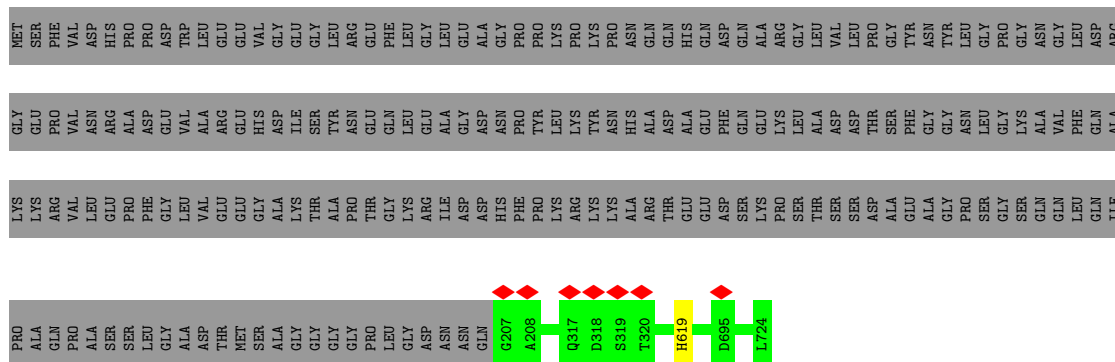 MET SER PHE VAL ASP HIS PRO PRO ASP TRP LEU GLU GLU VAL GLY GLU GLY LEU ARG GLU PHE LEU GLY LEU GLU ALA GLY PRO PRO LYS PRO LYS PRO ASN GLN GLN HIS GLN ASP GLN ALA ARG GLY LEU VAL LEU PRO GLY TYR ASN TYR LEU GLY PRO GLY ASN GLY LEU ASP ARG
GLY GLU PRO VAL ASN ARG ALA ASP GLU VAL ALA ARG GLU HIS ASP ILE SER TYR ASN GLU GLN LEU GLU ALA GLY ASP ASN PRO TYR LEU LYS TYR ASN HIS ALA ASP ALA GLU PHE GLN GLU LYS LEU ALA ASP ASP THR SER PHE GLY GLY ASN LEU GLY LYS ALA VAL PHE GLN ALA
LYS LYS ARG VAL LEU GLU PRO PHE GLY LEU VAL GLU GLU GLY ALA LYS THR ALA PRO THR GLY LYS ARG ILE ASP ASP HIS PHE PRO LYS ARG LYS LYS ALA ARG THR GLU GLU ASP SER LYS PRO SER THR SER SER ASP ALA GLU ALA GLY PRO SER GLY SER GLN GLN LEU GLN ILE
PRO ALA GLN PRO ALA SER SER LEU GLY ALA ASP THR MET SER ALA GLY GLY GLY GLY PRO LEU GLY ASP ASN ASN GLN G207 A208 Q317 D318 S319 T320 H619 D695 L724